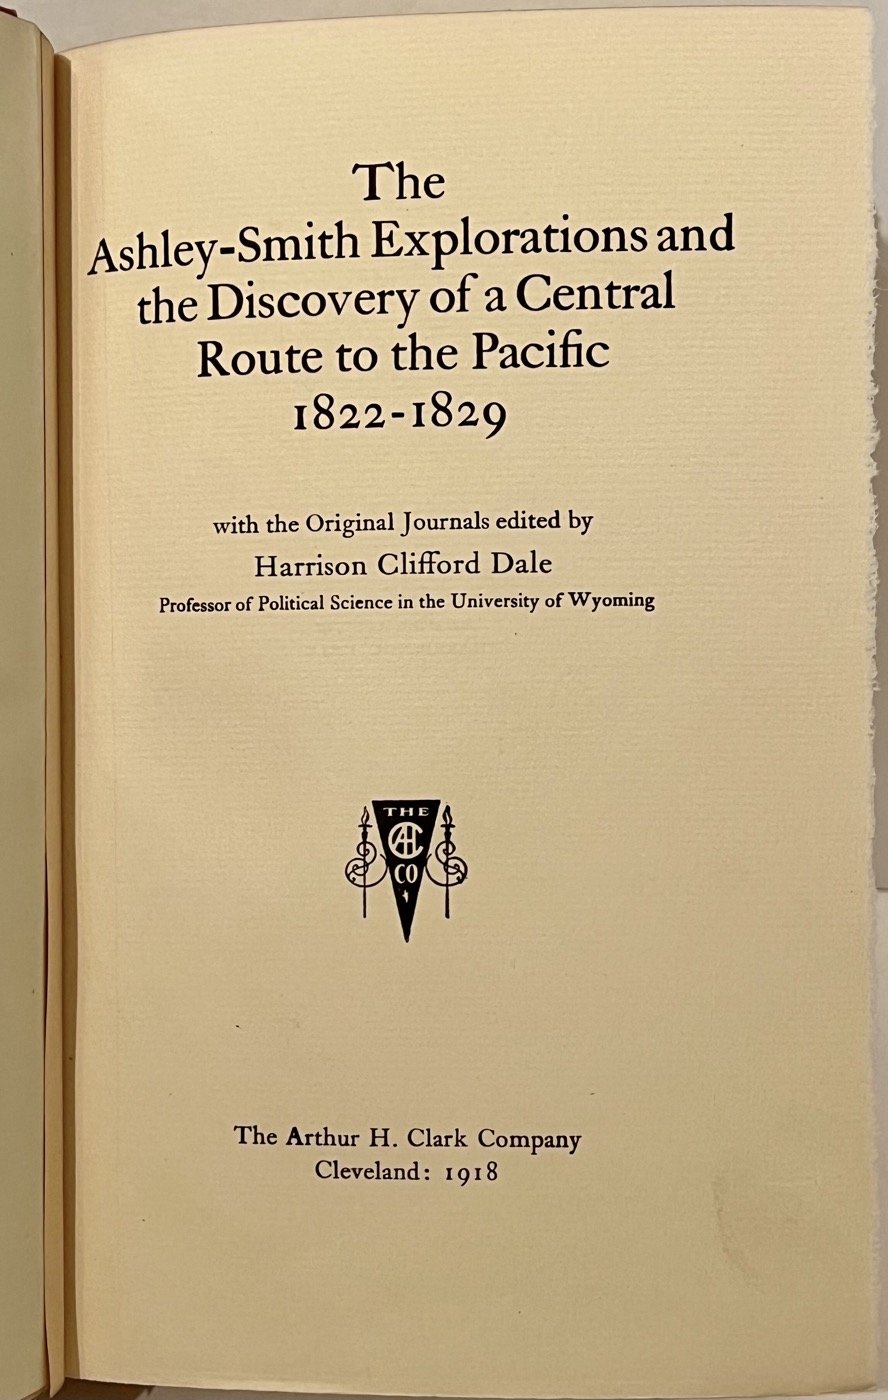 The
Ashley-Smith Explorations and
the Discovery of a Central
Route to the Pacific
1822-1829
with the Original Journals edited by
Harrison Clifford Dale
Professor of Political Science in the University of Wyoming
THE
AHC
CO
The Arthur H. Clark Company
Cleveland: 1918